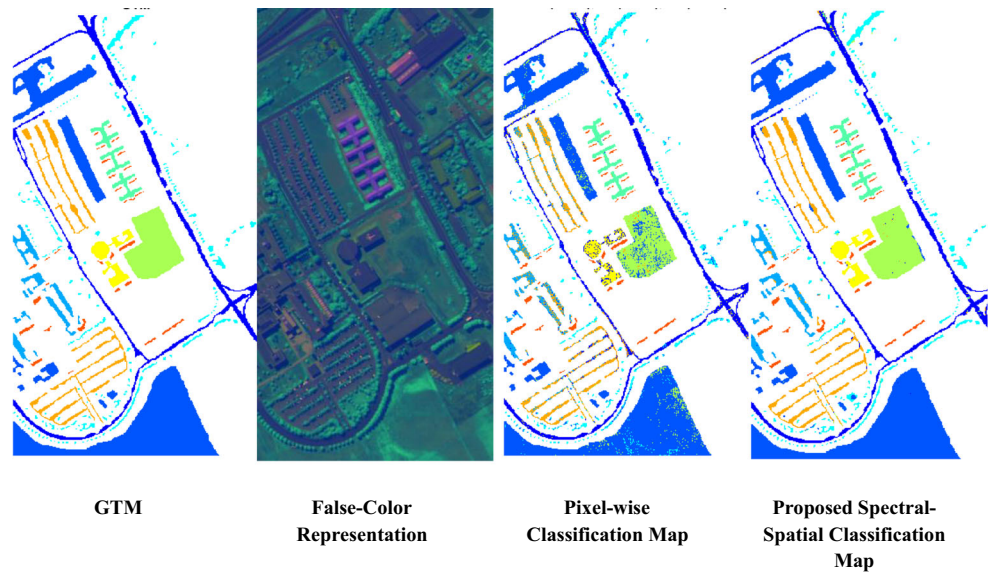 GTM
False-Color
Representation
Pixel-wise
Classification Map
Proposed Spectral-
Spatial Classification
Map